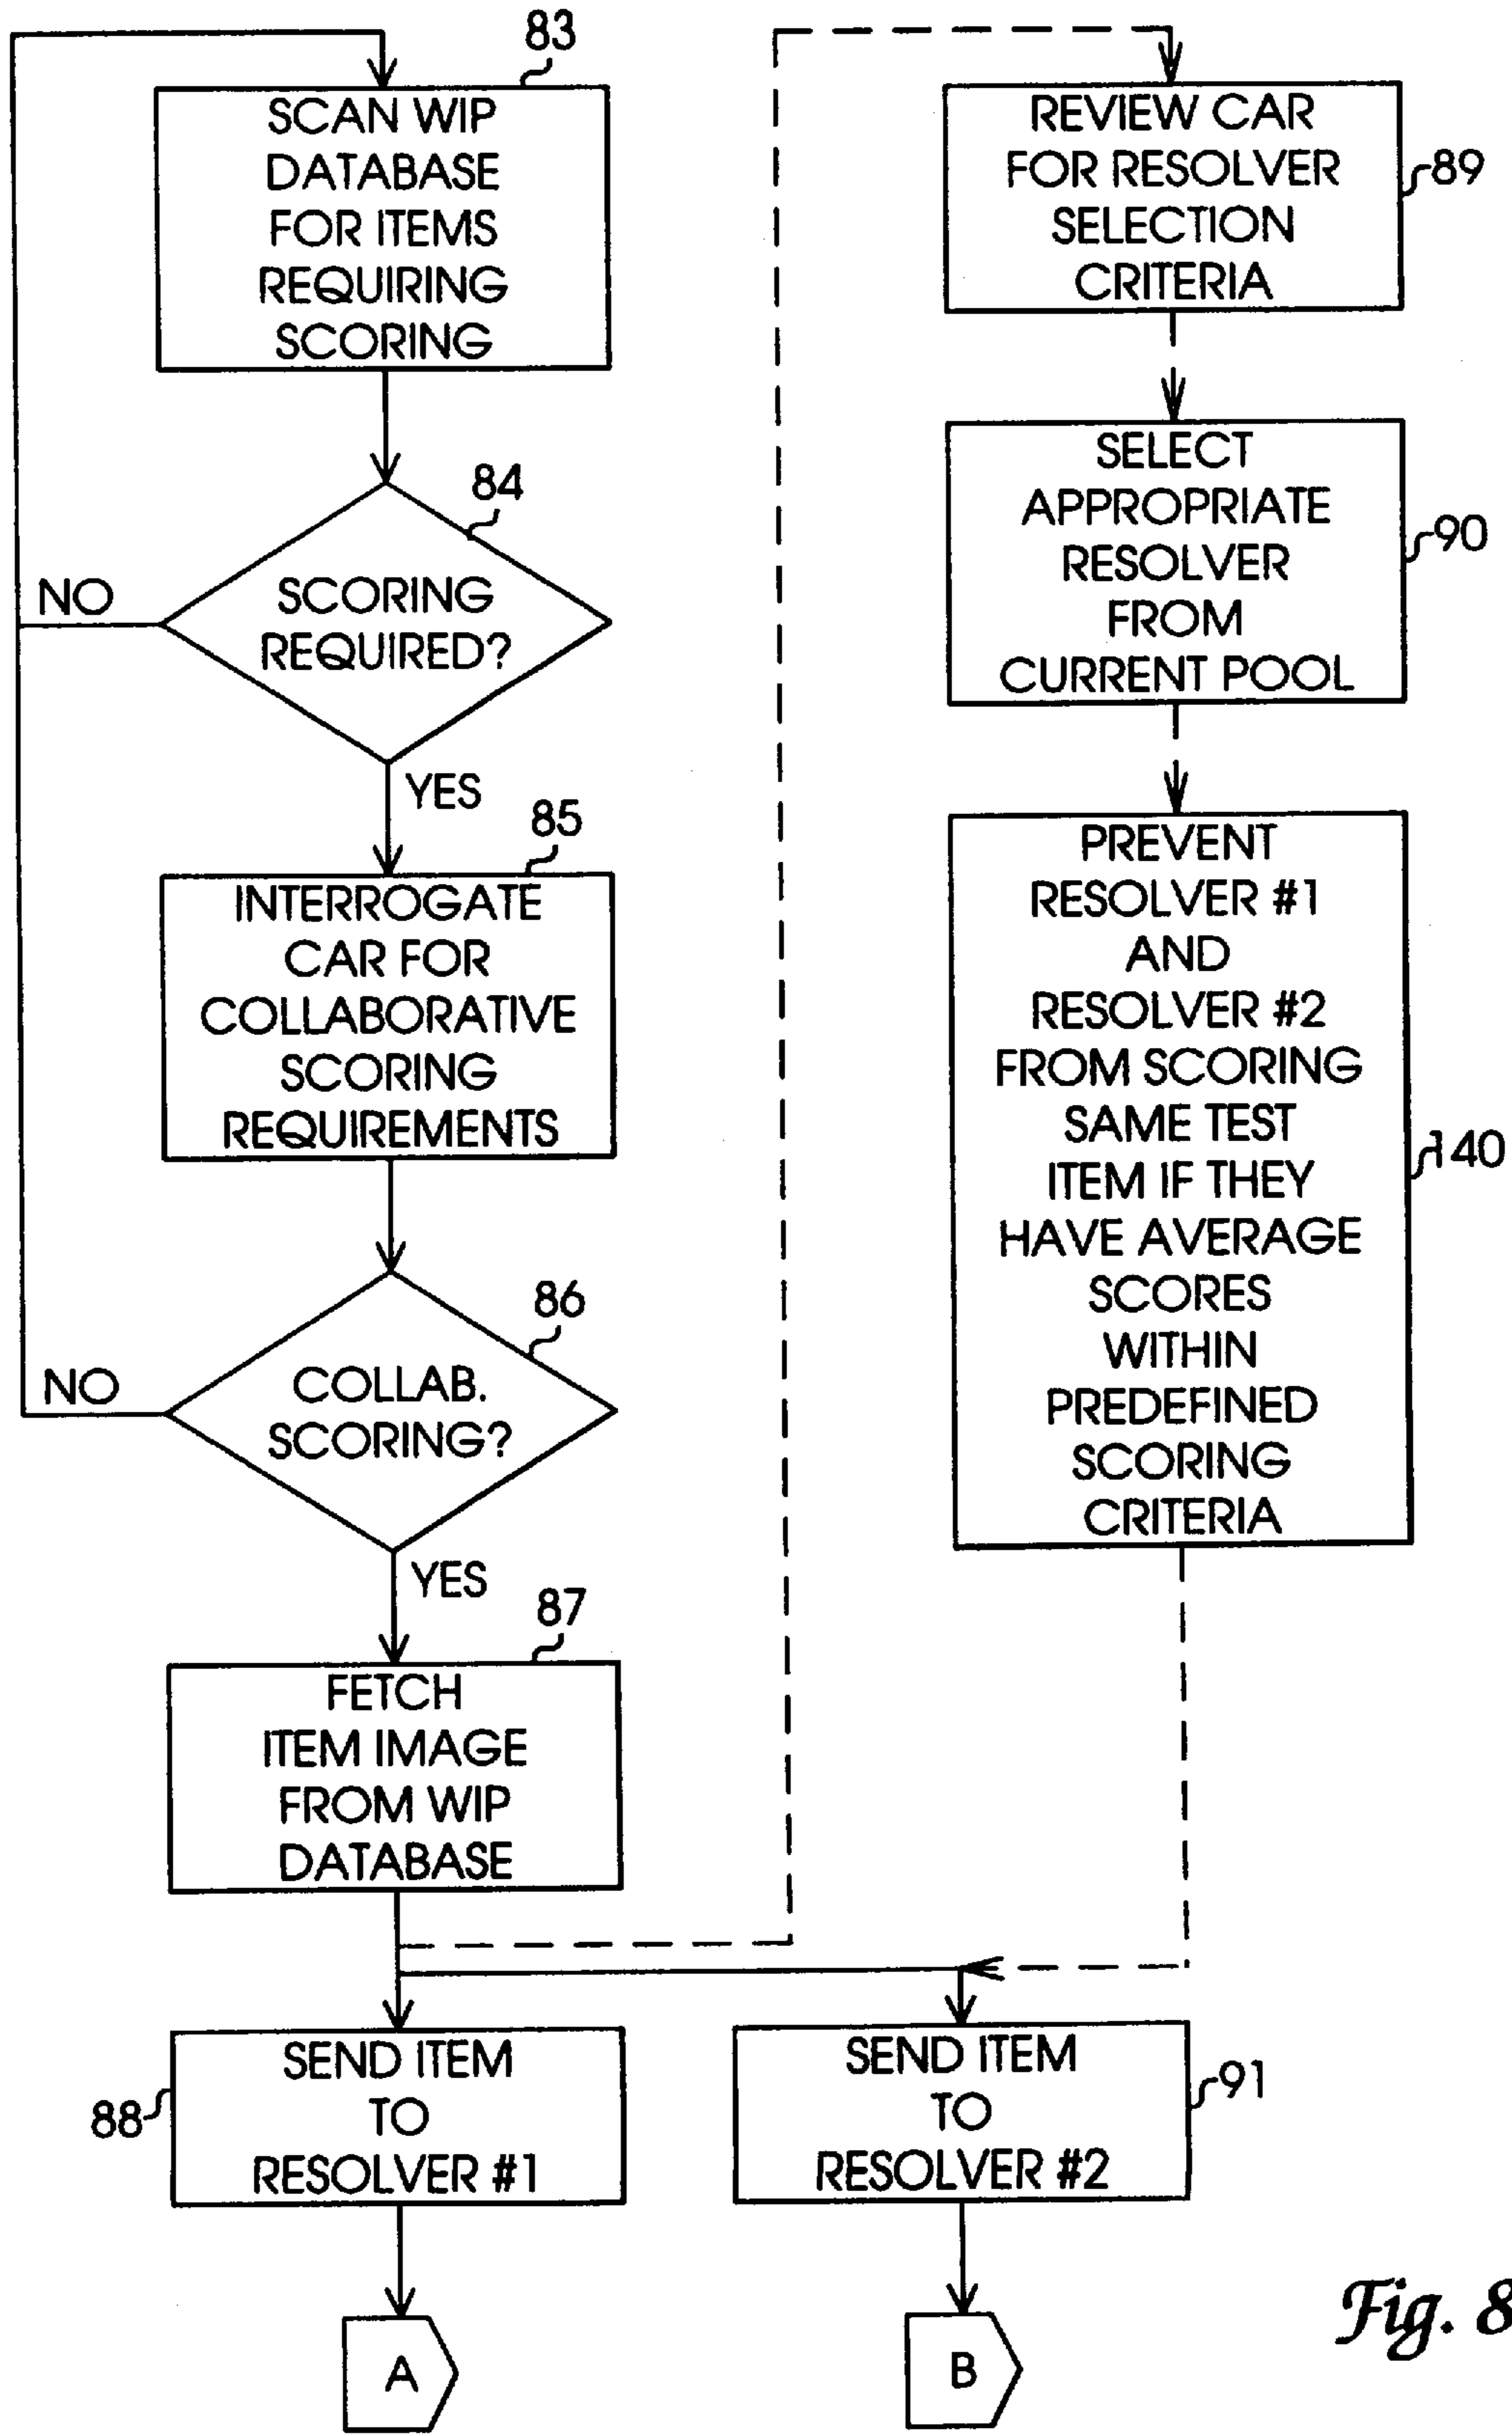 83
SCAN WIP
DATABASE
FOR ITEMS
REQUIRING
SCORING
84
SCORING
REQUIRED?
NO
YES
85
INTERROGATE
CAR FOR
COLLABORATIVE
SCORING
REQUIREMENTS
86
COLLAB.
SCORING?
NO
YES
87
FETCH
ITEM IMAGE
FROM WIP
DATABASE
88
SEND ITEM
TO
RESOLVER #1
A
REVIEW CAR
FOR RESOLVER
SELECTION
CRITERIA
89
SELECT
APPROPRIATE
RESOLVER
FROM
CURRENT POOL
90
PREVENT
RESOLVER #1
AND
RESOLVER #2
FROM SCORING
SAME TEST
ITEM IF THEY
HAVE AVERAGE
SCORES
WITHIN
PREDEFINED
SCORING
CRITERIA
140
SEND ITEM
TO
RESOLVER #2
91
B
Fig. 8